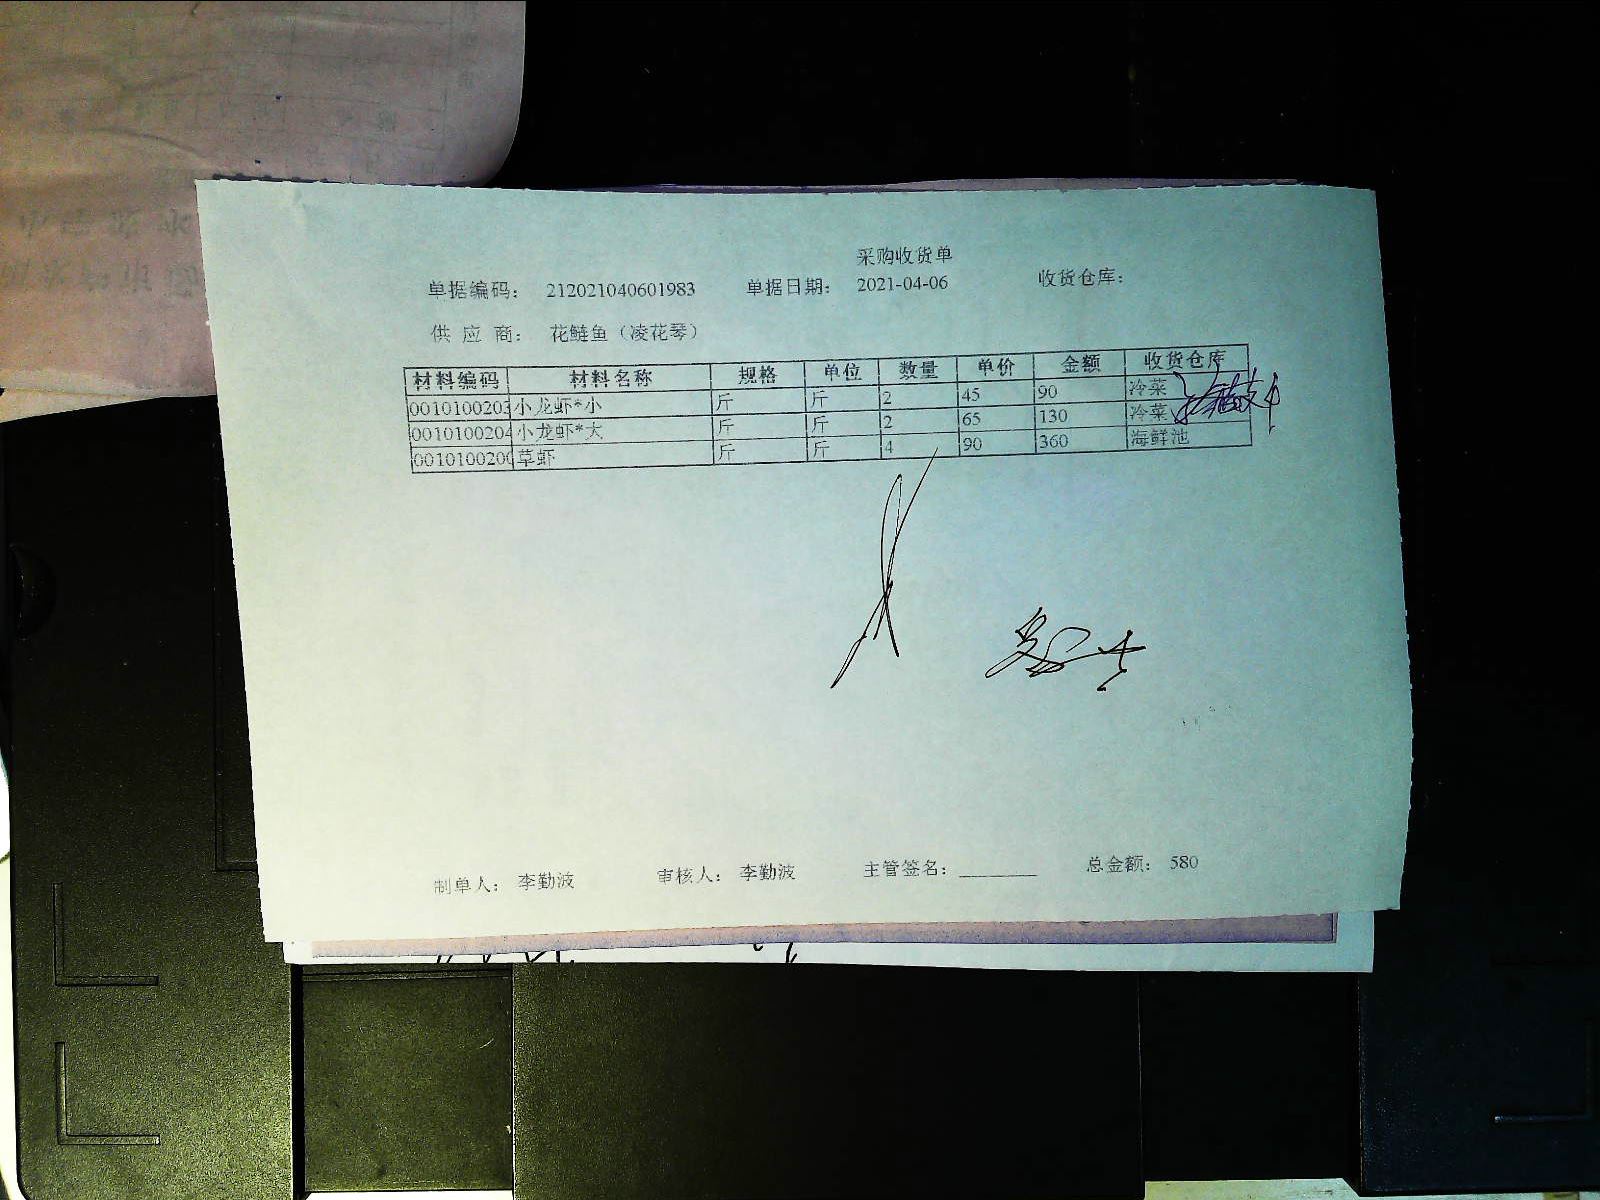 采购收货单
单据编码： 212021040601983 单据日期： 2021-04-06 收货仓库：
供 应 商： 花鲢鱼（凌花琴）
材料编码 材料名称 规格 单位 数量 单价 金额 收货仓库
0010100203 小龙虾*小 斤 斤 2 45 90 冷菜
0010100204 小龙虾*大 斤 斤 2 65 130 冷菜
0010100200 草虾 斤 斤 4 90 360 海鲜池
制单人： 李勤波 审核人： 李勤波 主管签名：________ 总金额： 580